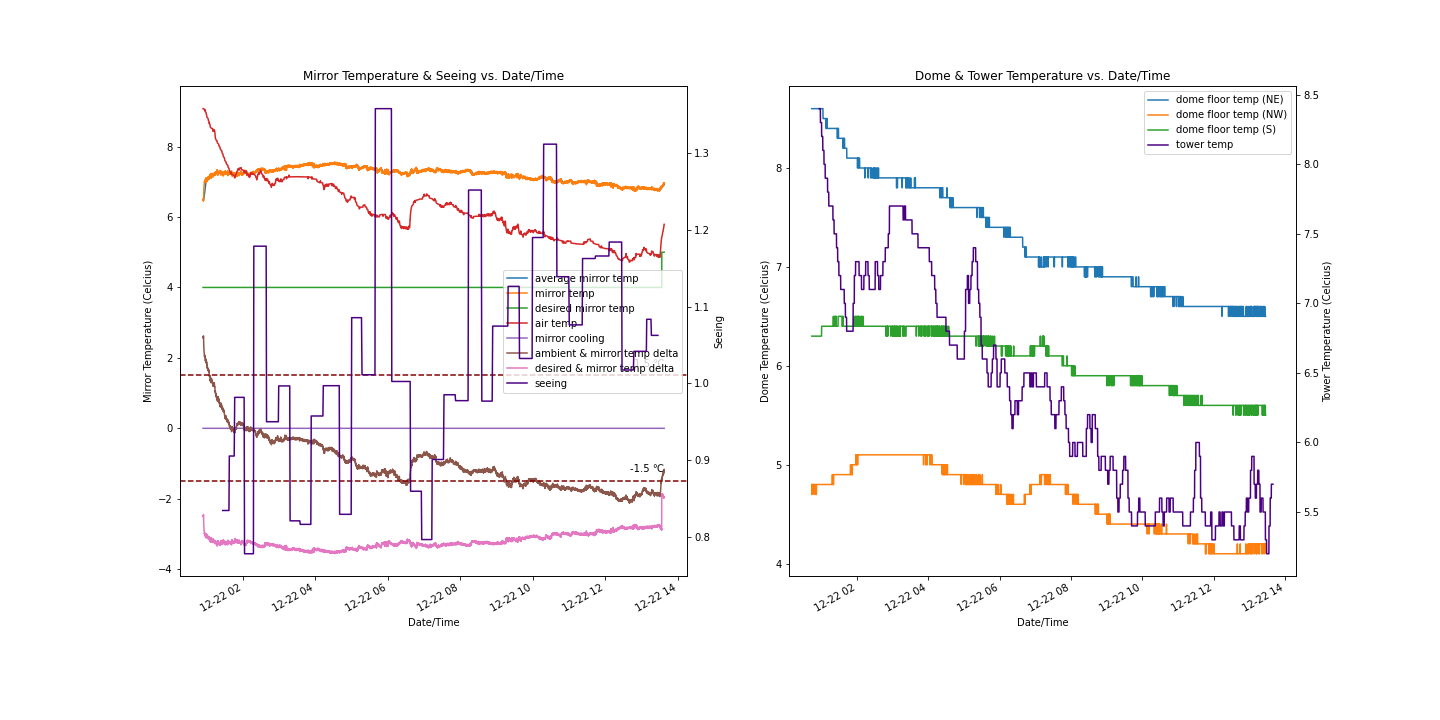 Mirror Temperature & Seeing vs. Date/Time
Mirror Temperature (Celcius)
8
6
4
2
0
−2
−4
1.3
1.2
1.1
1.0
0.9
0.8
Seeing
average mirror temp
mirror temp
desired mirror temp
air temp
mirror cooling
ambient & mirror temp delta
desired & mirror temp delta
seeing
-1.5 °C
12-22 02
12-22 04
12-22 06
12-22 08
12-22 10
12-22 12
12-22 14
Date/Time
Dome & Tower Temperature vs. Date/Time
Dome Temperature (Celcius)
8
7
6
5
4
dome floor temp (NE)
dome floor temp (NW)
dome floor temp (S)
tower temp
8.5
8.0
7.5
7.0
6.5
6.0
5.5
Tower Temperature (Celcius)
12-22 02
12-22 04
12-22 06
12-22 08
12-22 10
12-22 12
12-22 14
Date/Time